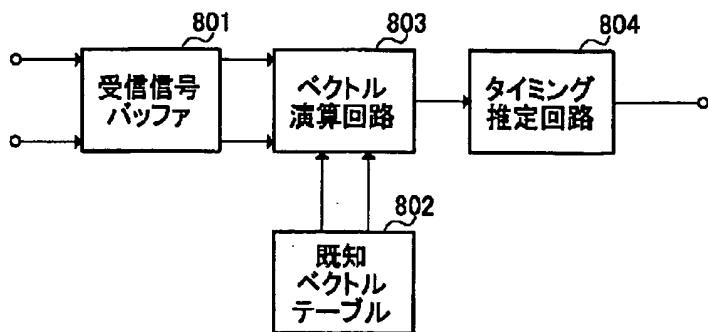 801
受信信号
バッファ
803
ベクトル
演算回路
804
タイミング
推定回路
802
既知
ベクトル
テーブル